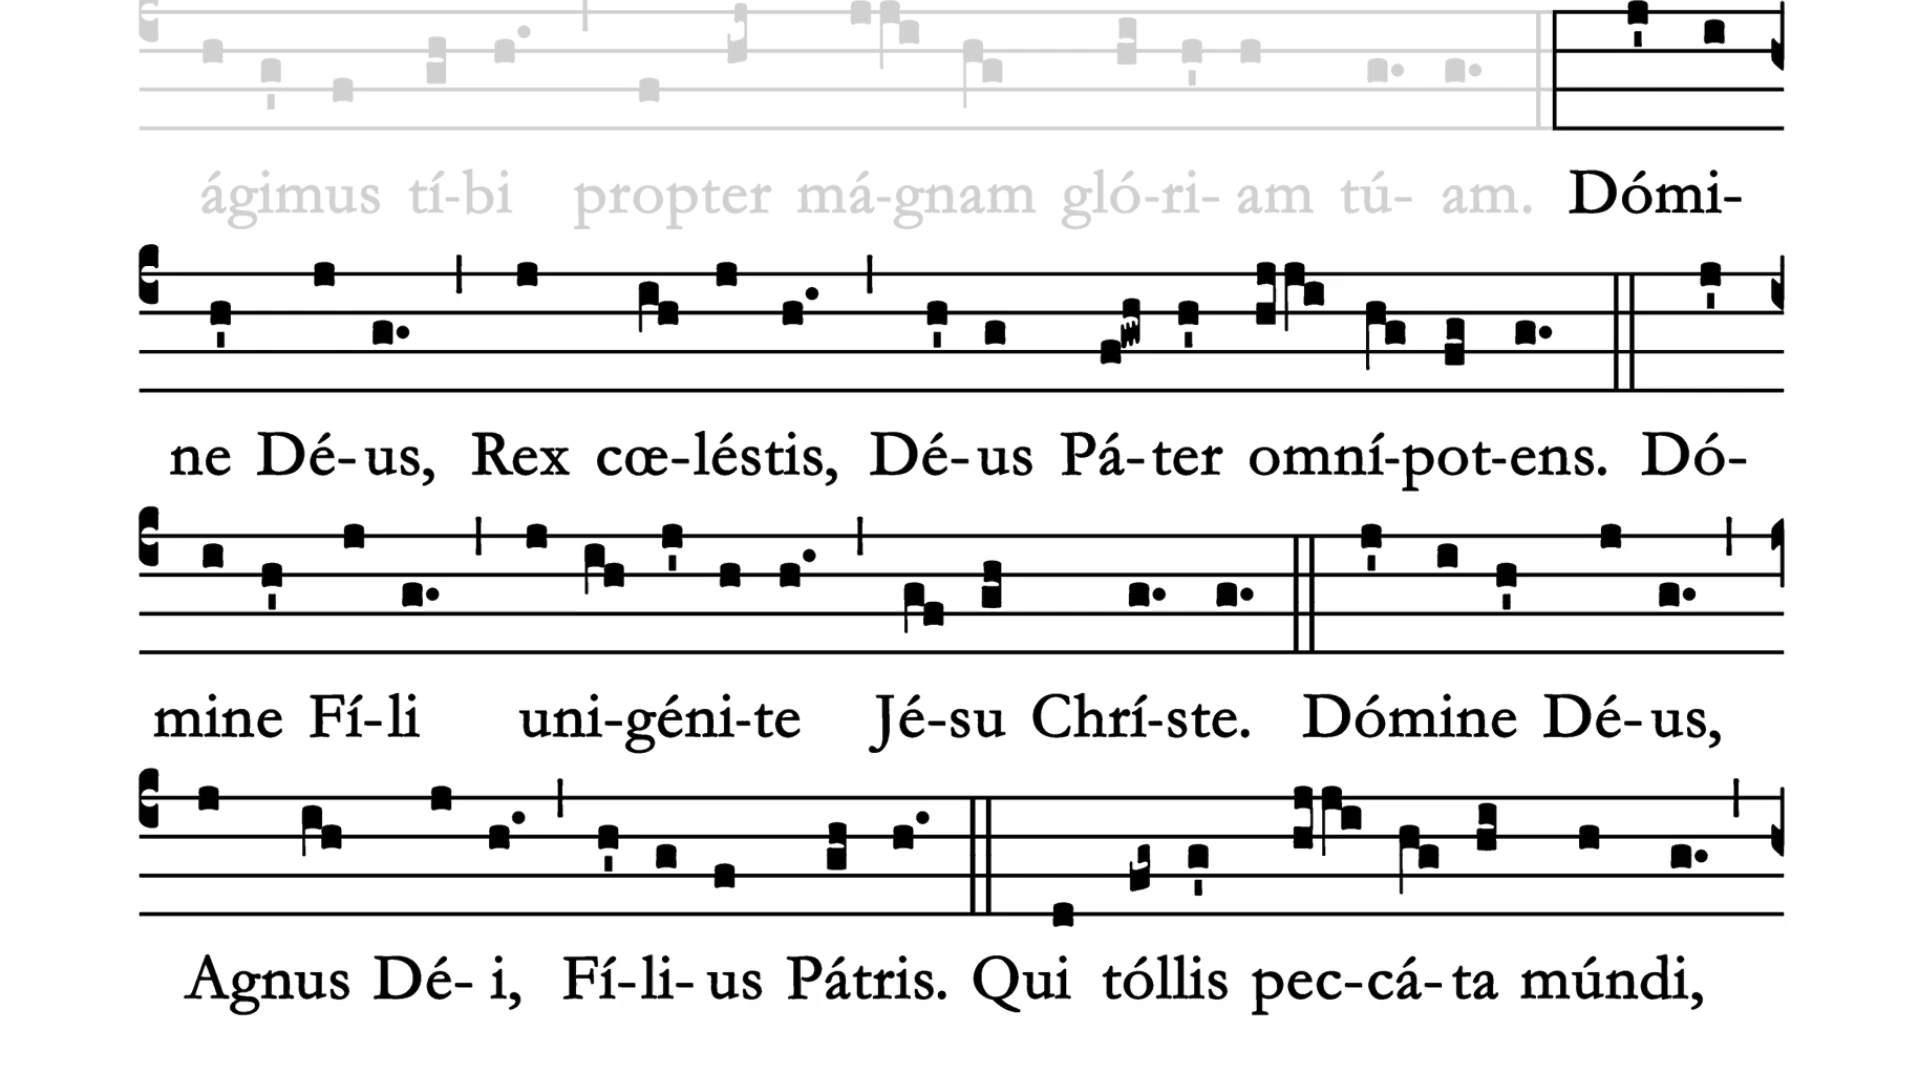 ágimus tí-bi propter má-gnam gló-ri- am tú- am. Dómi-
ne Dé-us, Rex cœ-léstis, Dé-us Pá-ter omní-pot-ens. Dó-
mine Fí-li uni-géni-te Jé-su Chrí-ste. Dómine Dé-us,
Agnus Dé- i, Fí-li- us Pátris. Qui tóllis pec-cá-ta múndi,